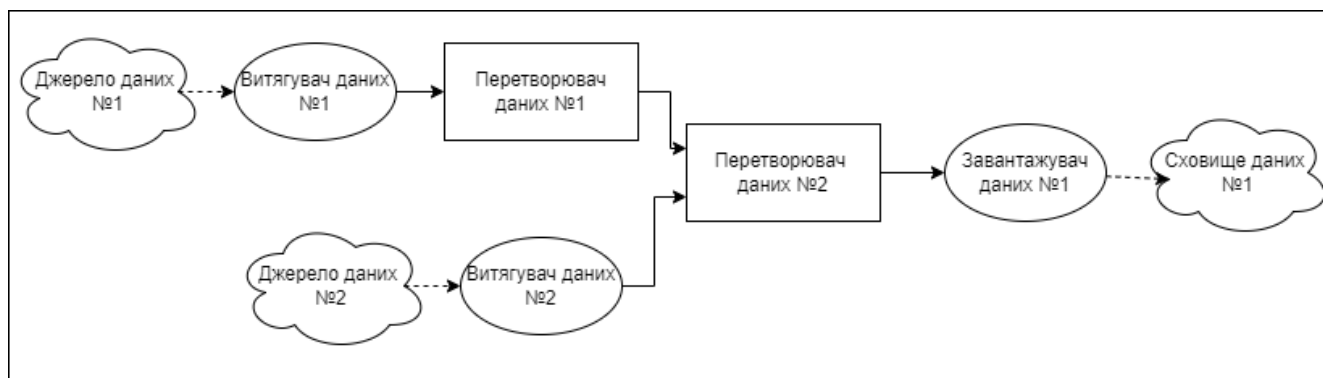 Джерело даних
№1
Витягувач даних
№1
Перетворювач
даних №1
Перетворювач
даних №2
Завантажувач
даних №1
Сховище даних
№1
Джерело даних
№2
Витягувач даних
№2